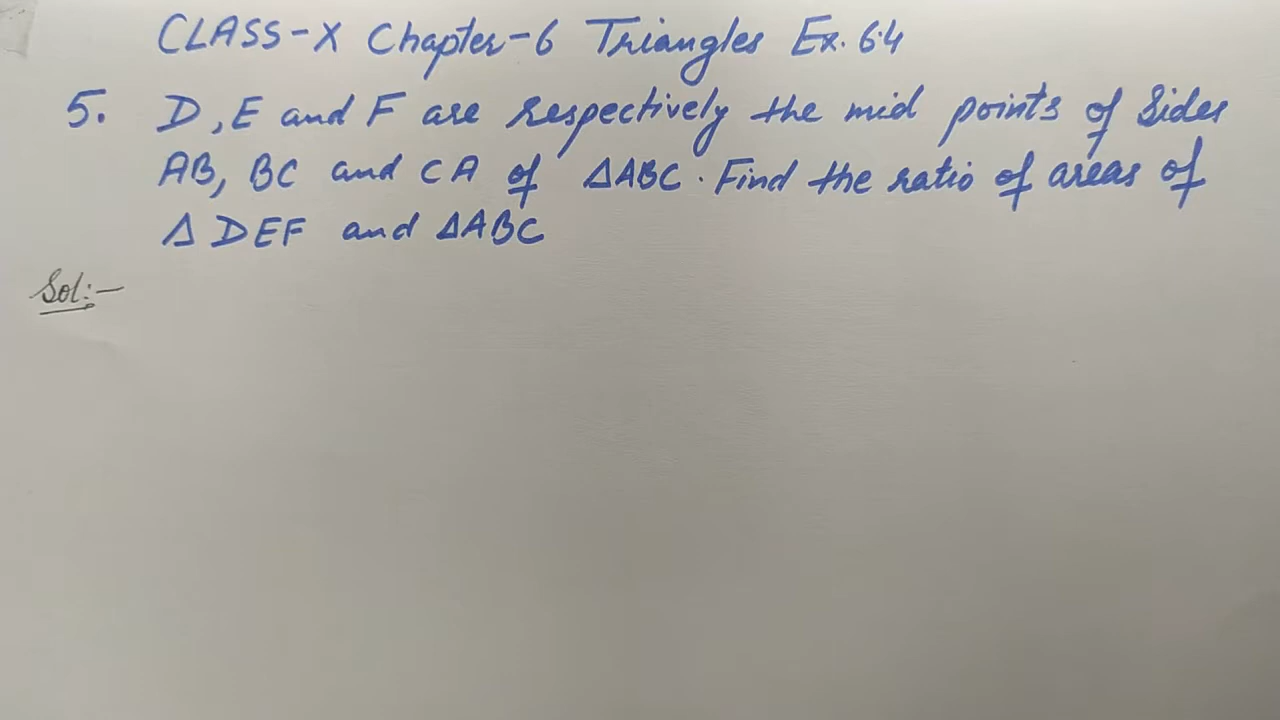 CLASS-X Chapter-6 Triangles Ex. 6.4
5. D, E and F are respectively the mid points of Sides
AB, BC and CA of ΔABC. Find the ratio of areas of
Δ DEF and ΔABC
Sol:-